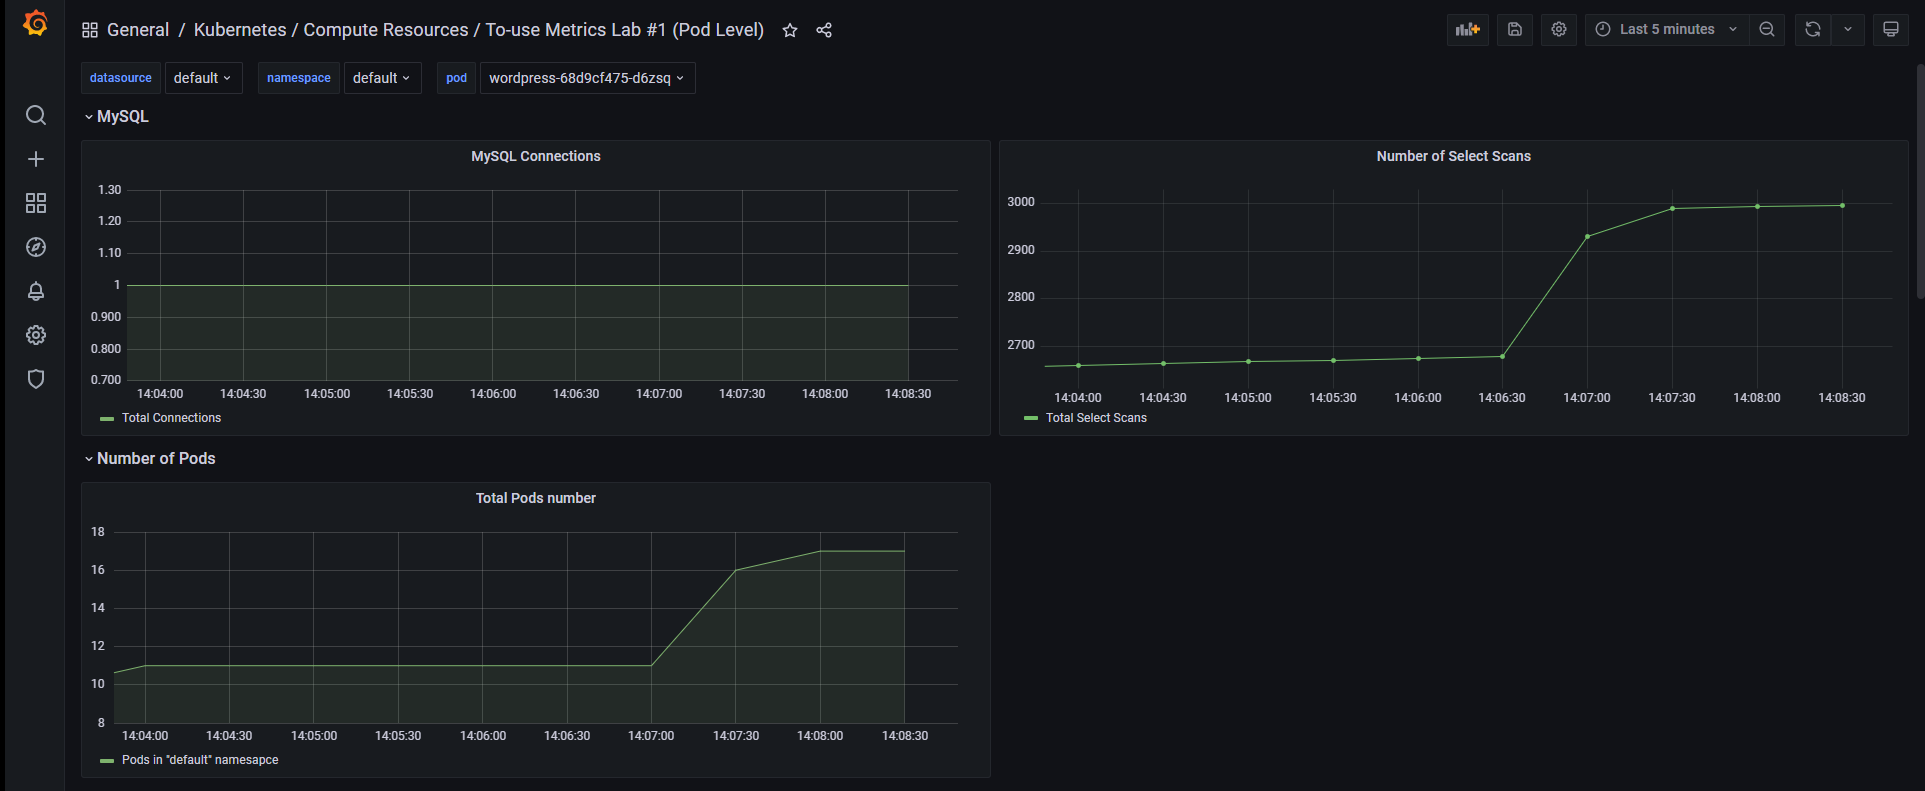 General / Kubernetes / Compute Resources / To-use Metrics Lab #1 (Pod Level)
Last 5 minutes
datasource default namespace default pod wordpress-68d9cf475-d6zsq
MySQL
MySQL Connections
1.30
1.20
1.10
1
0.900
0.800
0.700
14:04:00 14:04:30 14:05:00 14:05:30 14:06:00 14:06:30 14:07:00 14:07:30 14:08:00 14:08:30
Total Connections
Number of Select Scans
3000
2900
2800
2700
14:04:00 14:04:30 14:05:00 14:05:30 14:06:00 14:06:30 14:07:00 14:07:30 14:08:00 14:08:30
Total Select Scans
Number of Pods
Total Pods number
18
16
14
12
10
8
14:04:00 14:04:30 14:05:00 14:05:30 14:06:00 14:06:30 14:07:00 14:07:30 14:08:00 14:08:30
Pods in "default" namesapce